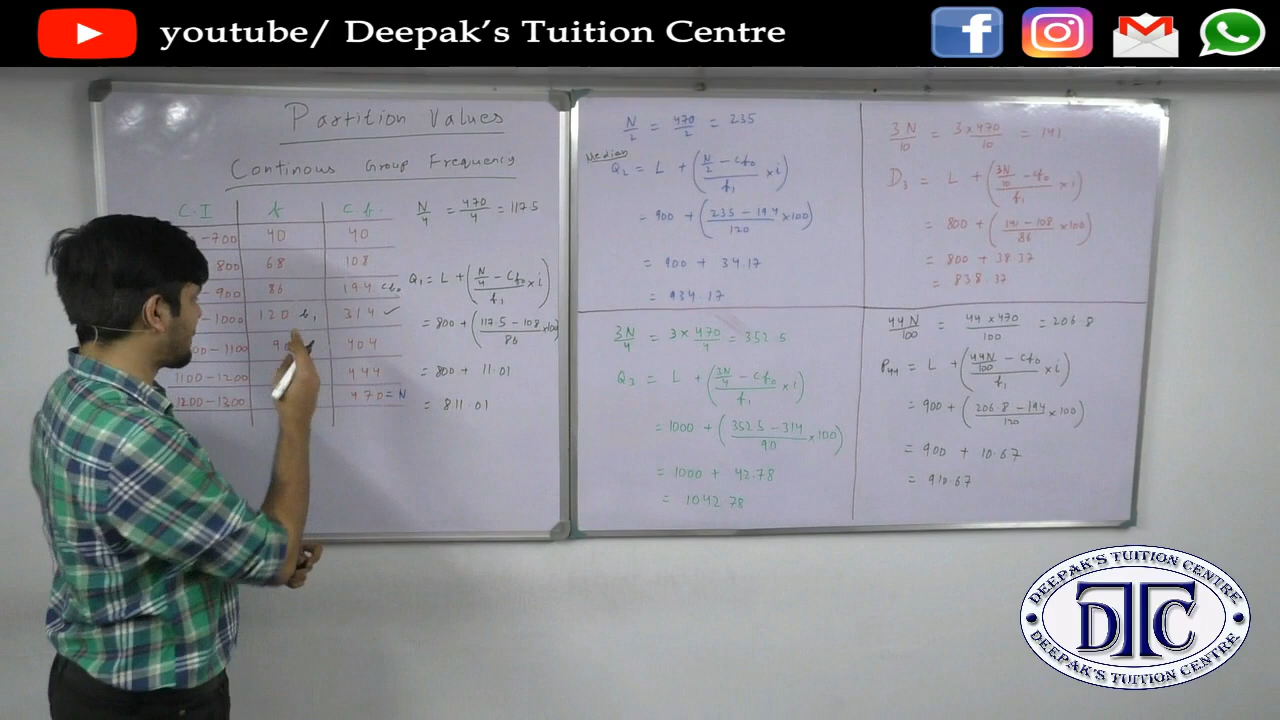 youtube/ Deepak’s Tuition Centre
Partition Values
Continous Group Frequency
C.I f C.f.
-700 40 40
800 68 108
-900 86 194 cf₀
-1000 120 f₁ 314 ✓
00-1100 90 404
1100-1200 444
1200-1300 470 = N
N/4 = 470/4 = 117.5
Q₁ = L + (N/4 - cf₀ / f₁ × i)
= 800 + (117.5 - 108 / 86 × 100)
= 800 + 11.01
= 811.01
N/2 = 470/2 = 235
Median
Q₂ = L + (N/2 - cf₀ / f₁ × i)
= 900 + (235 - 194 / 120 × 100)
= 900 + 34.17
= 934.17
3N/4 = 3 × 470/4 = 352.5
Q₃ = L + (3N/4 - cf₀ / f₁ × i)
= 1000 + (352.5 - 314 / 90 × 100)
= 1000 + 42.78
= 1042.78
3N/10 = 3 × 470/10 = 141
D₃ = L + (3N/10 - cf₀ / f₁ × i)
= 800 + (141 - 108 / 86 × 100)
= 800 + 38.37
= 838.37
44N/100 = 44 × 470/100 = 206.8
P₄₄ = L + (44N/100 - cf₀ / f₁ × i)
= 900 + (206.8 - 194 / 120 × 100)
= 900 + 10.67
= 910.67
DEEPAK'S TUITION CENTRE
DTC
DEEPAK'S TUITION CENTRE